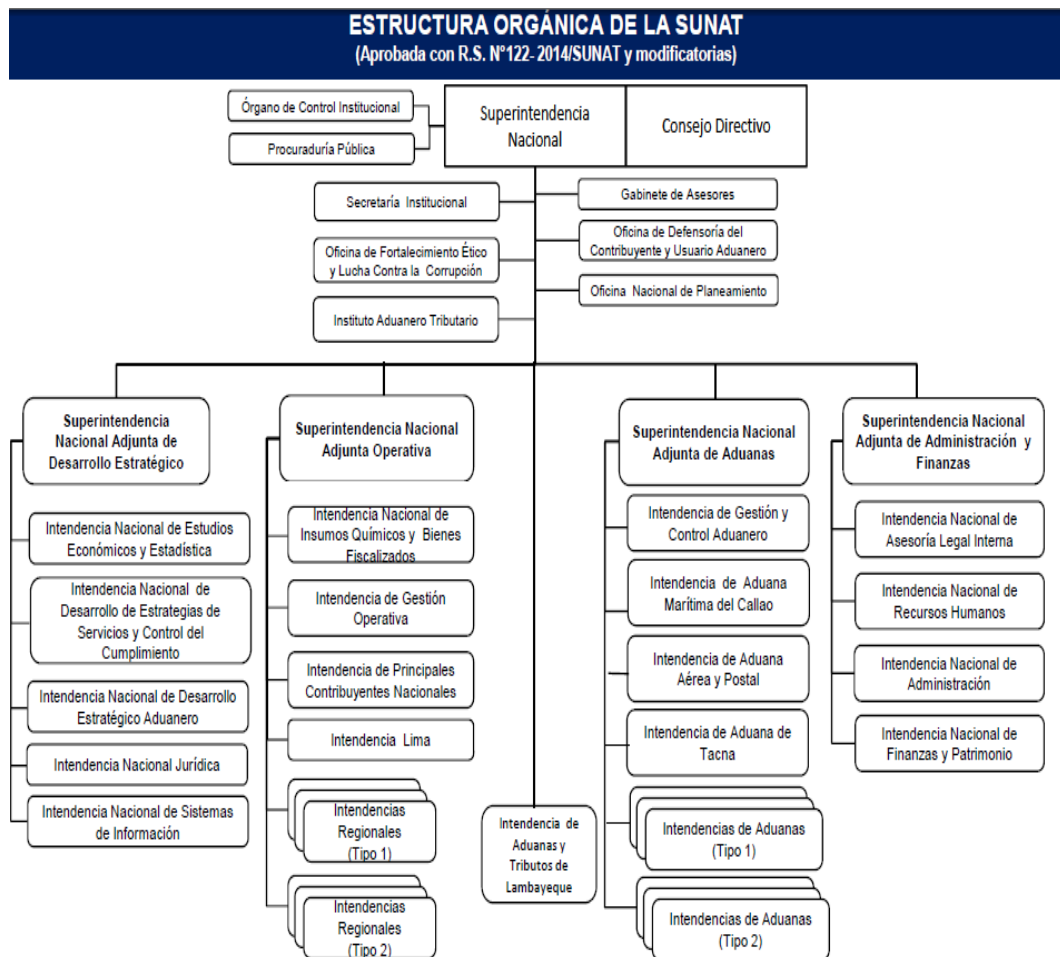 ESTRUCTURA ORGÁNICA DE LA SUNAT
(Aprobada con R.S. N°122- 2014/SUNAT y modificatorias)
Órgano de Control Institucional
Procuraduría Pública
Superintendencia
Nacional
Consejo Directivo
Secretaría Institucional
Gabinete de Asesores
Oficina de Fortalecimiento Ético
y Lucha Contra la Corrupción
Oficina de Defensoría del
Contribuyente y Usuario Aduanero
Instituto Aduanero Tributario
Oficina Nacional de Planeamiento
Superintendencia
Nacional Adjunta de
Desarrollo Estratégico
Intendencia Nacional de Estudios
Económicos y Estadística
Intendencia Nacional de
Desarrollo de Estrategias de
Servicios y Control del
Cumplimiento
Intendencia Nacional de Desarrollo
Estratégico Aduanero
Intendencia Nacional Jurídica
Intendencia Nacional de Sistemas
de Información
Superintendencia Nacional
Adjunta Operativa
Intendencia Nacional de
Insumos Químicos y Bienes
Fiscalizados
Intendencia de Gestión
Operativa
Intendencia de Principales
Contribuyentes Nacionales
Intendencia Lima
Intendencias
Regionales
(Tipo 1)
Intendencias
Regionales
(Tipo 2)
Intendencia de
Aduanas y
Tributos de
Lambayeque
Superintendencia Nacional
Adjunta de Aduanas
Intendencia de Gestión y
Control Aduanero
Intendencia de Aduana
Marítima del Callao
Intendencia de Aduana
Aérea y Postal
Intendencia de Aduana de
Tacna
Intendencias de Aduanas
(Tipo 1)
Intendencias de Aduanas
(Tipo 2)
Superintendencia Nacional
Adjunta de Administración y
Finanzas
Intendencia Nacional de
Asesoría Legal Interna
Intendencia Nacional de
Recursos Humanos
Intendencia Nacional de
Administración
Intendencia Nacional de
Finanzas y Patrimonio